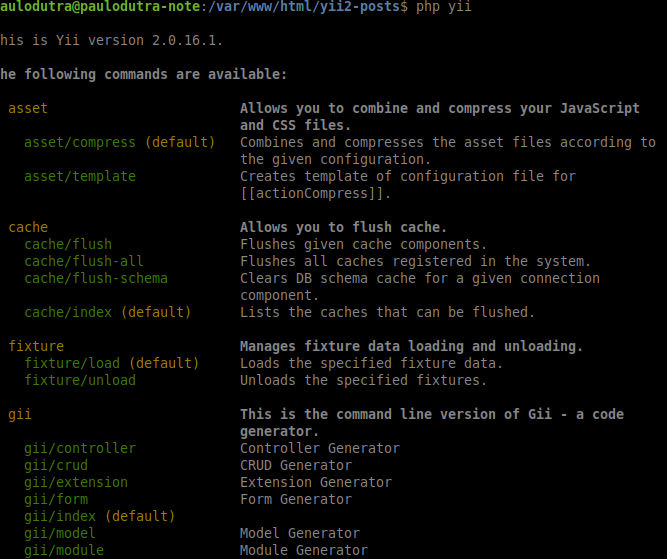 aulodutra@paulodutra-note:/var/www/html/yii2-posts$ php yii
his is Yii version 2.0.16.1.
he following commands are available:
asset Allows you to combine and compress your JavaScript
and CSS files.
asset/compress (default) Combines and compresses the asset files according to
the given configuration.
asset/template Creates template of configuration file for
[[actionCompress]].
cache Allows you to flush cache.
cache/flush Flushes given cache components.
cache/flush-all Flushes all caches registered in the system.
cache/flush-schema Clears DB schema cache for a given connection
component.
cache/index (default) Lists the caches that can be flushed.
fixture Manages fixture data loading and unloading.
fixture/load (default) Loads the specified fixture data.
fixture/unload Unloads the specified fixtures.
gii This is the command line version of Gii - a code
generator.
gii/controller Controller Generator
gii/crud CRUD Generator
gii/extension Extension Generator
gii/form Form Generator
gii/index (default)
gii/model Model Generator
gii/module Module Generator